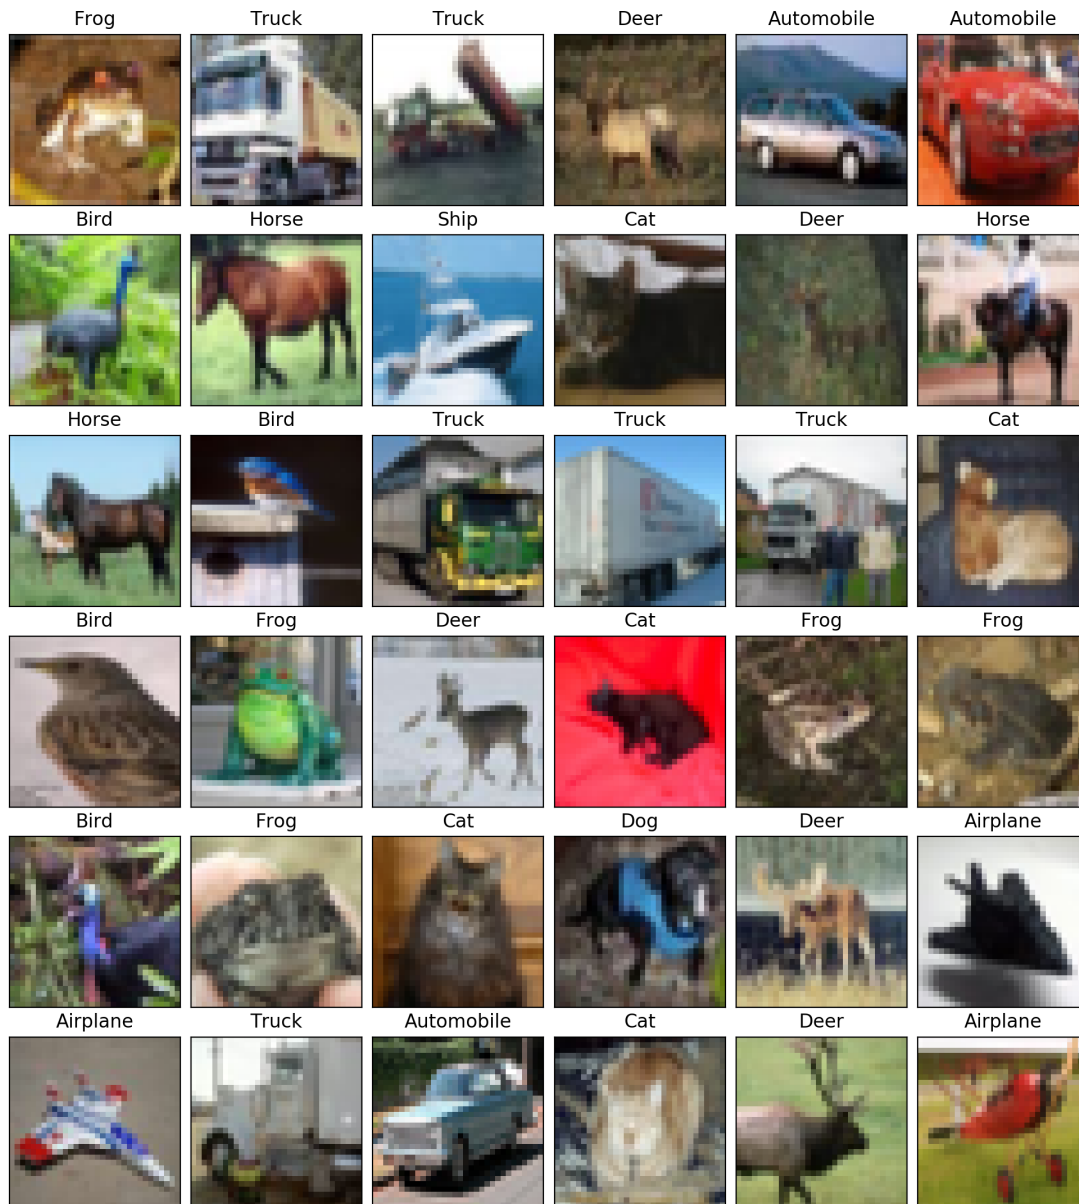 Frog Truck Truck Deer Automobile Automobile
Bird Horse Ship Cat Deer Horse
Horse Bird Truck Truck Truck Cat
Bird Frog Deer Cat Frog Frog
Bird Frog Cat Dog Deer Airplane
Airplane Truck Automobile Cat Deer Airplane